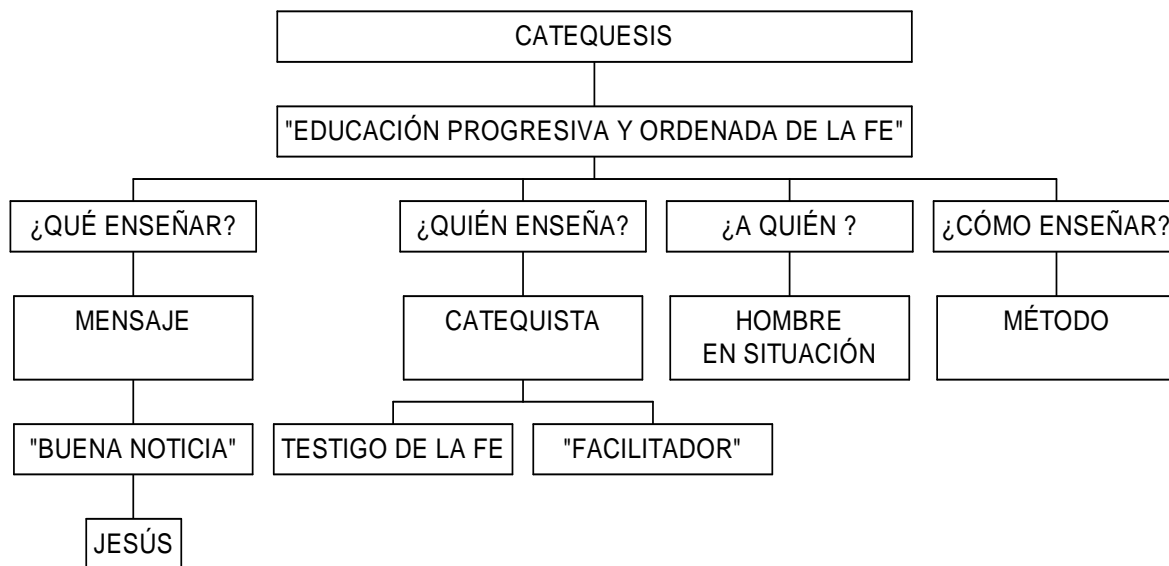 CATEQUESIS
"EDUCACIÓN PROGRESIVA Y ORDENADA DE LA FE"
¿QUÉ ENSEÑAR?
¿QUIÉN ENSEÑA?
¿A QUIÉN ?
¿CÓMO ENSEÑAR?
MENSAJE
CATEQUISTA
HOMBRE
EN SITUACIÓN
MÉTODO
"BUENA NOTICIA"
TESTIGO DE LA FE
"FACILITADOR"
JESÚS